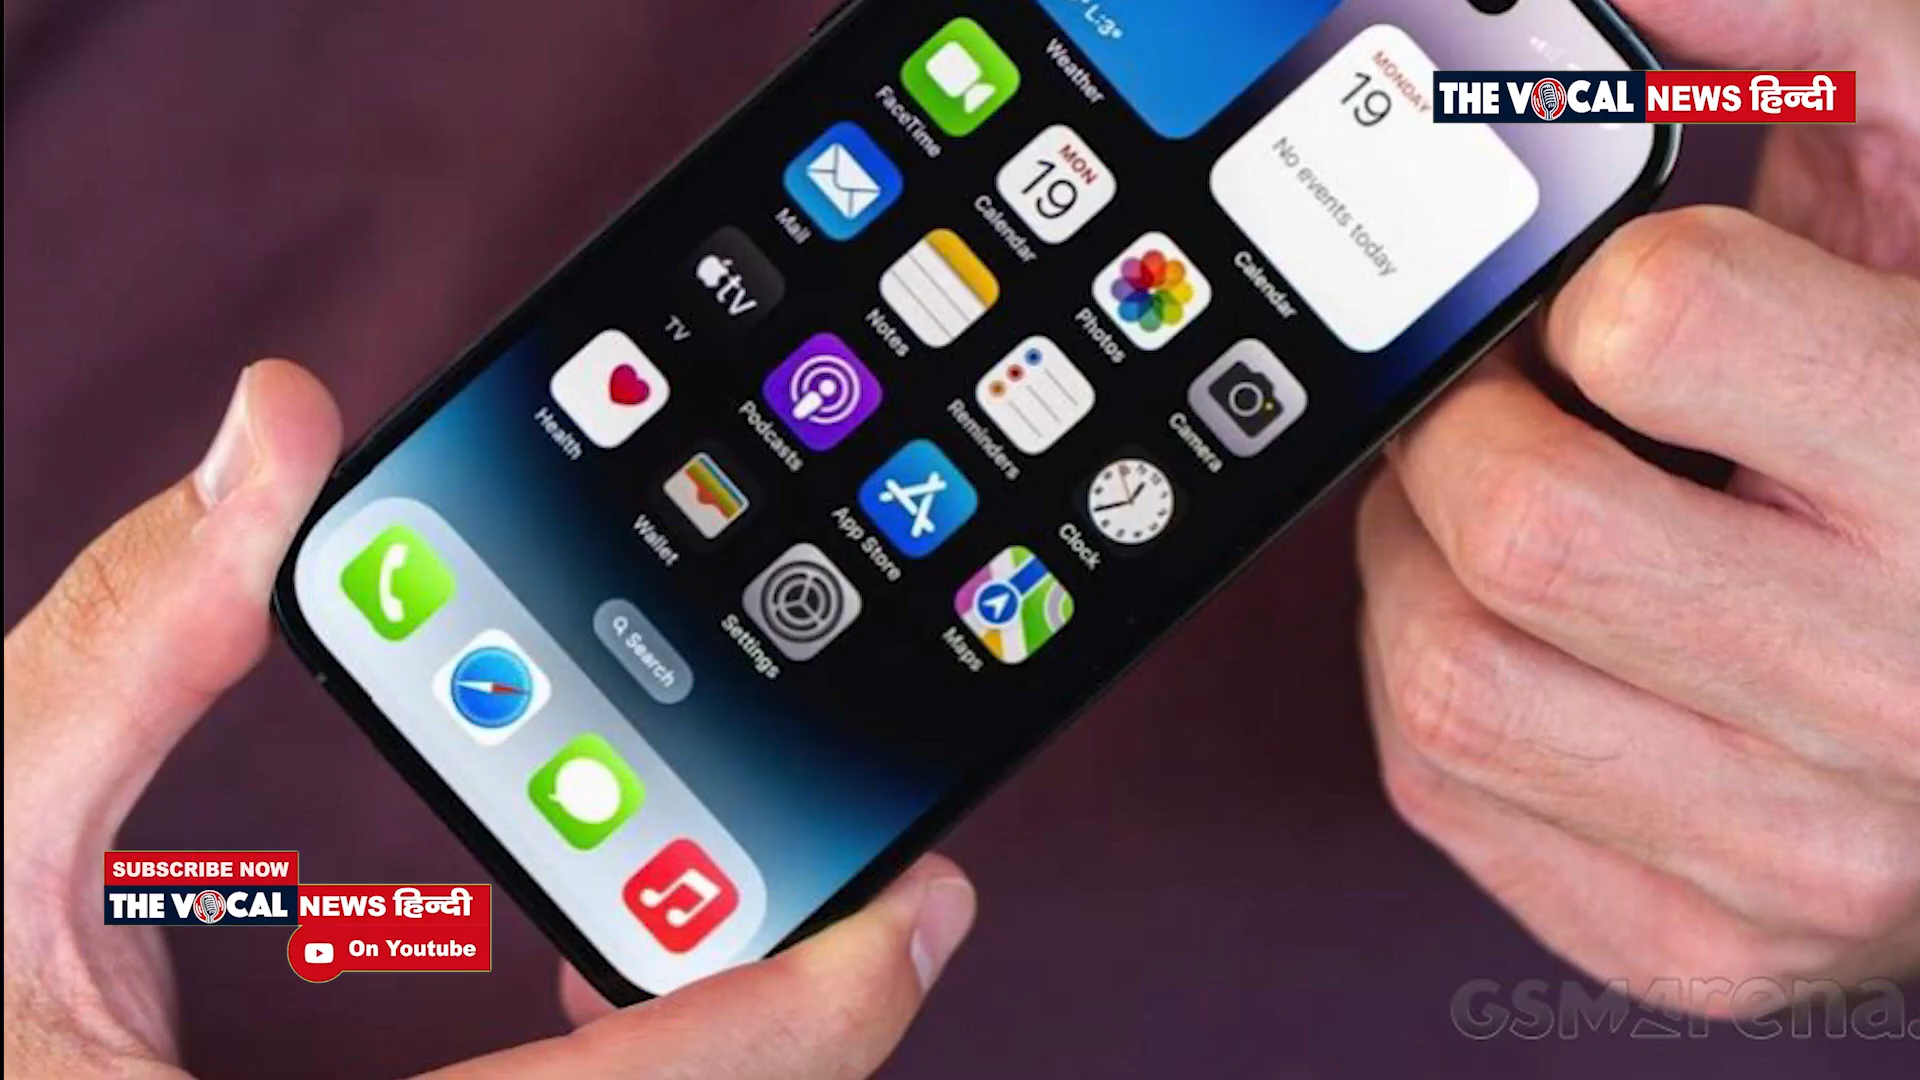 THE VOCAL NEWS हिन्दी
Weather
MONDAY
19
No events today
Calendar
FaceTime
MON
19
Calendar
Photos
Camera
Mail
Notes
Reminders
Clock
tv
TV
Podcasts
App Store
Maps
Health
Wallet
Settings
Search
SUBSCRIBE NOW
THE VOCAL NEWS हिन्दी
On Youtube
GSMArena.